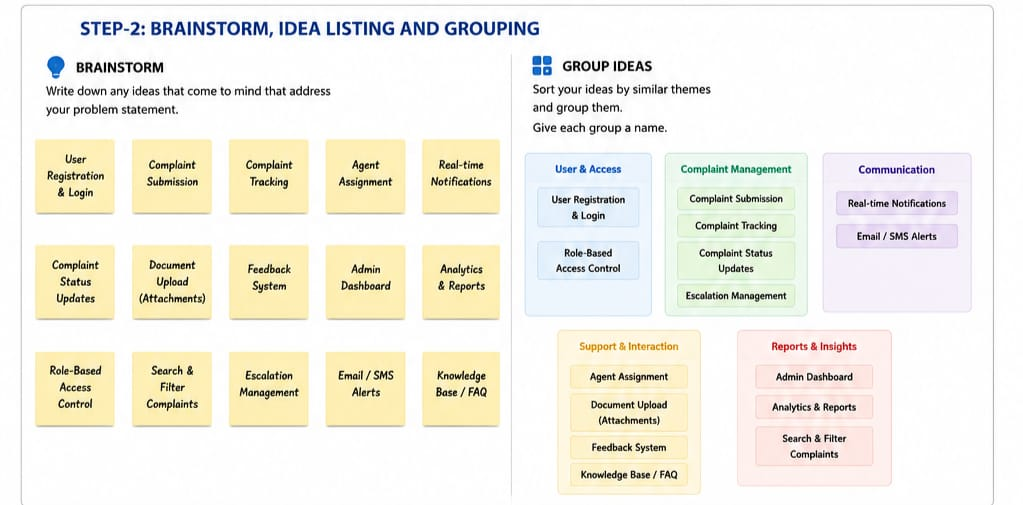 STEP-2: BRAINSTORM, IDEA LISTING AND GROUPING
BRAINSTORM
Write down any ideas that come to mind that address
your problem statement.
User
Registration
& Login
Complaint
Submission
Complaint
Tracking
Agent
Assignment
Real-time
Notifications
Complaint
Status
Updates
Document
Upload
(Attachments)
Feedback
System
Admin
Dashboard
Analytics
& Reports
Role-Based
Access
Control
Search &
Filter
Complaints
Escalation
Management
Email / SMS
Alerts
Knowledge
Base / FAQ
GROUP IDEAS
Sort your ideas by similar themes
and group them.
Give each group a name.
User & Access
User Registration
& Login
Role-Based
Access Control
Complaint Management
Complaint Submission
Complaint Tracking
Complaint Status
Updates
Escalation Management
Communication
Real-time Notifications
Email / SMS Alerts
Support & Interaction
Agent Assignment
Document Upload
(Attachments)
Feedback System
Knowledge Base / FAQ
Reports & Insights
Admin Dashboard
Analytics & Reports
Search & Filter
Complaints